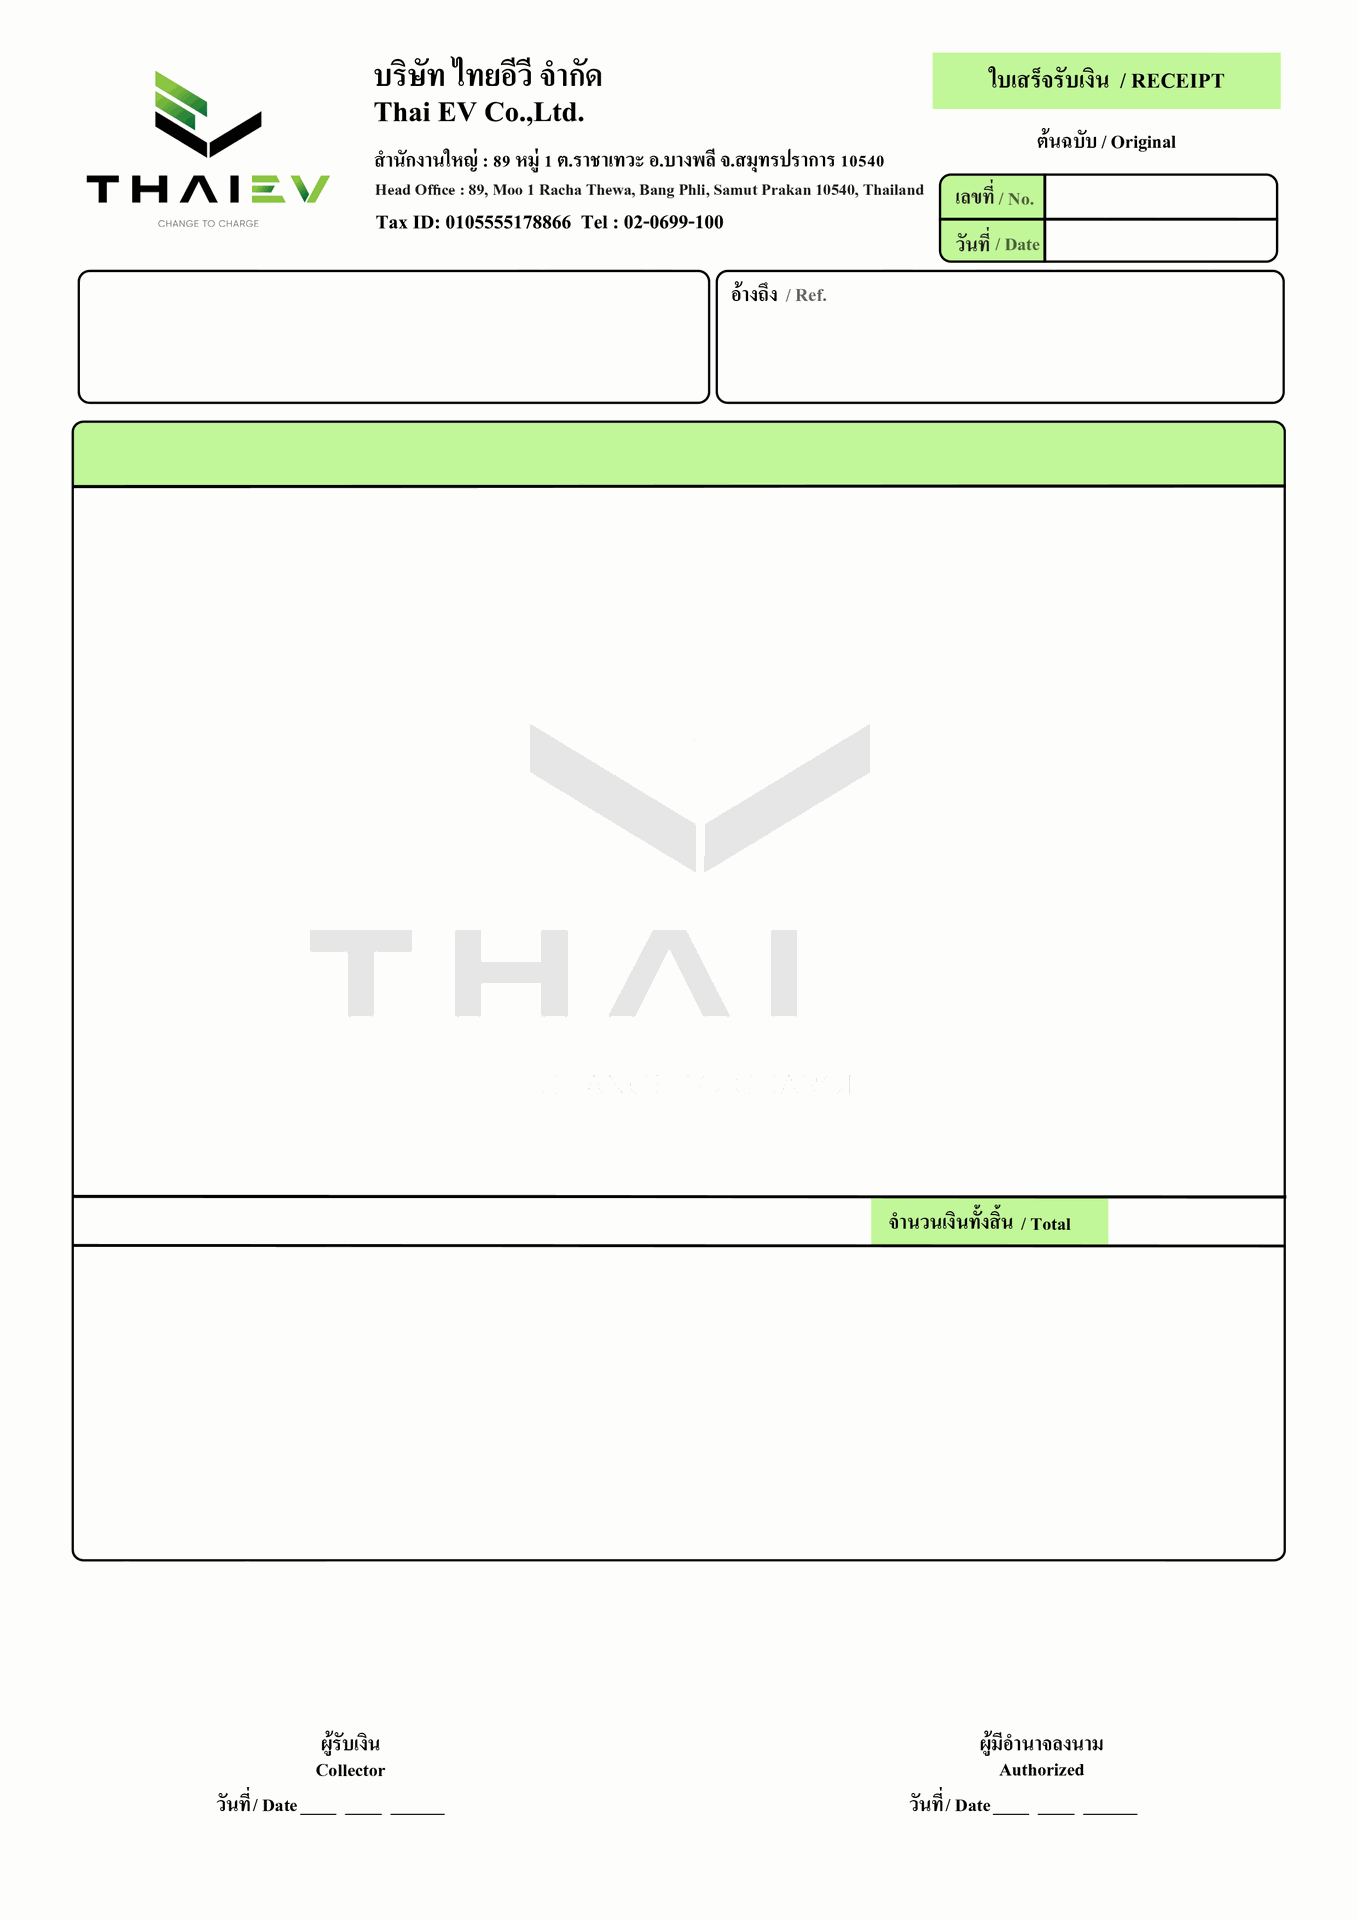 THAIEV
CHANGE TO CHARGE
บริษัท ไทยอีวี จำกัด
Thai EV Co.,Ltd.
สำนักงานใหญ่ : 89 หมู่ 1 ต.ราชาเทวะ อ.บางพลี จ.สมุทรปราการ 10540
Head Office : 89, Moo 1 Racha Thewa, Bang Phli, Samut Prakan 10540, Thailand
Tax ID: 0105555178866 Tel : 02-0699-100
ใบเสร็จรับเงิน / RECEIPT
ต้นฉบับ / Original
เลขที่ / No.
วันที่ / Date
อ้างถึง / Ref.
THAI
จำนวนเงินทั้งสิ้น / Total
ผู้รับเงิน
Collector
วันที่ / Date ____ ____ ______
ผู้มีอำนาจลงนาม
Authorized
วันที่ / Date ____ ____ ______